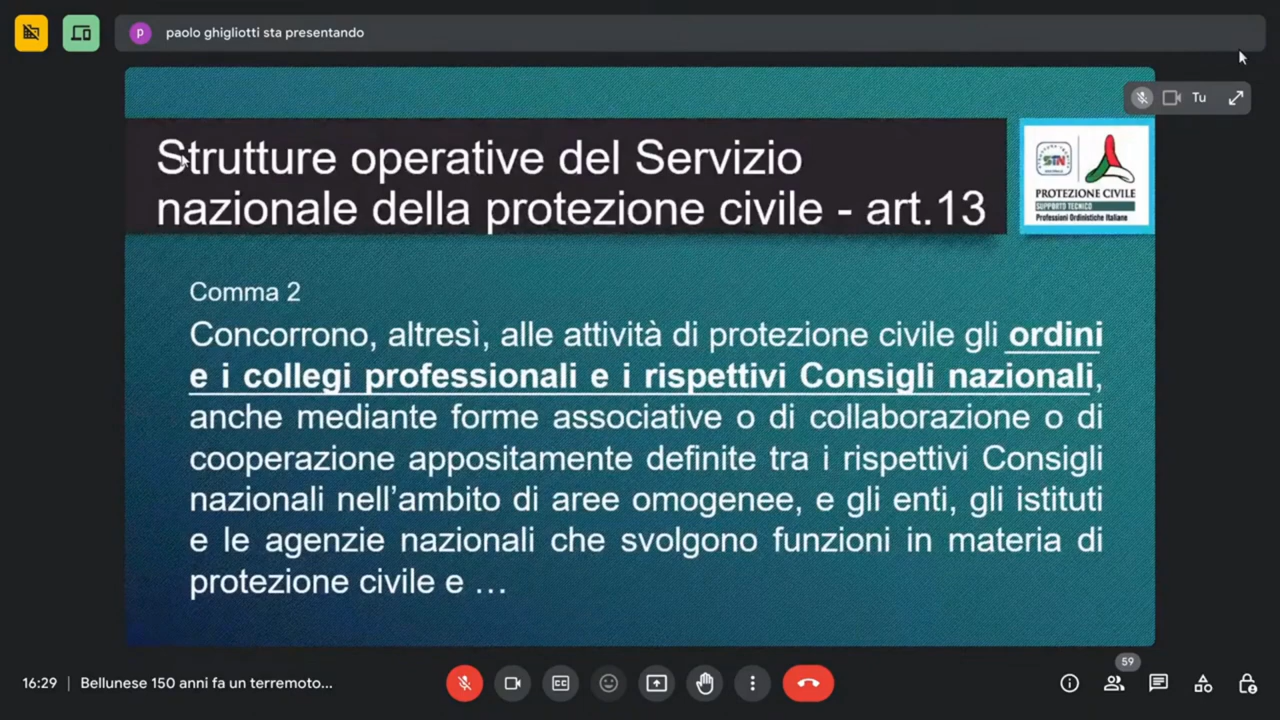 p
paolo ghigliotti sta presentando
Tu
Strutture operative del Servizio
nazionale della protezione civile - art.13
STN
PROTEZIONE CIVILE
SUPPORTO TECNICO
Professioni Ordinistiche Italiane
Comma 2
Concorrono, altresì, alle attività di protezione civile gli ordini
e i collegi professionali e i rispettivi Consigli nazionali,
anche mediante forme associative o di collaborazione o di
cooperazione appositamente definite tra i rispettivi Consigli
nazionali nell’ambito di aree omogenee, e gli enti, gli istituti
e le agenzie nazionali che svolgono funzioni in materia di
protezione civile e …
16:29 | Bellunese 150 anni fa un terremoto...
CC
59